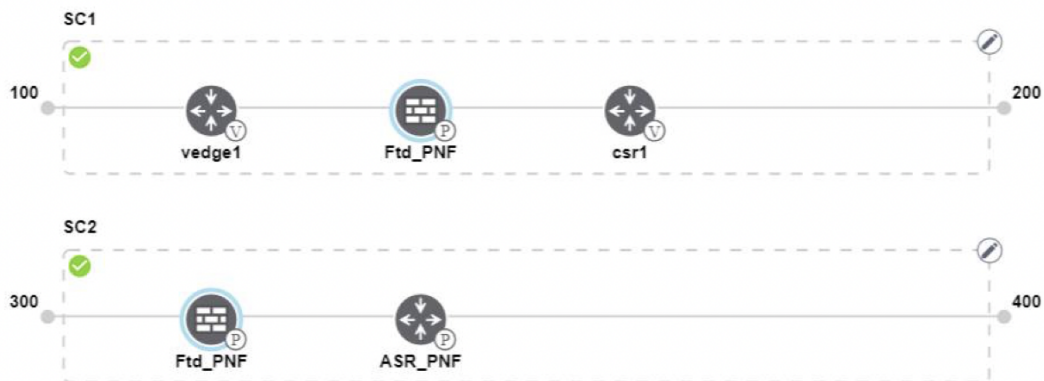 SC1
100
200
V
P
V
vedge1
Ftd_PNF
csr1
SC2
300
400
P
P
Ftd_PNF
ASR_PNF